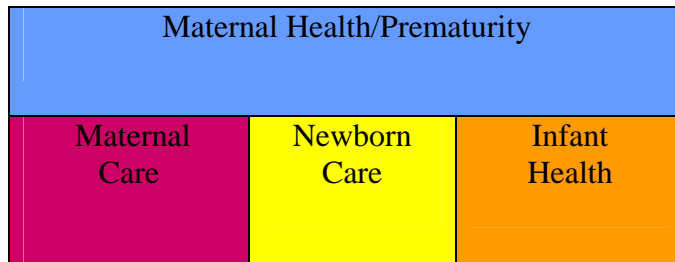 Maternal Health/Prematurity
Maternal
Care
Newborn
Care
Infant
Health